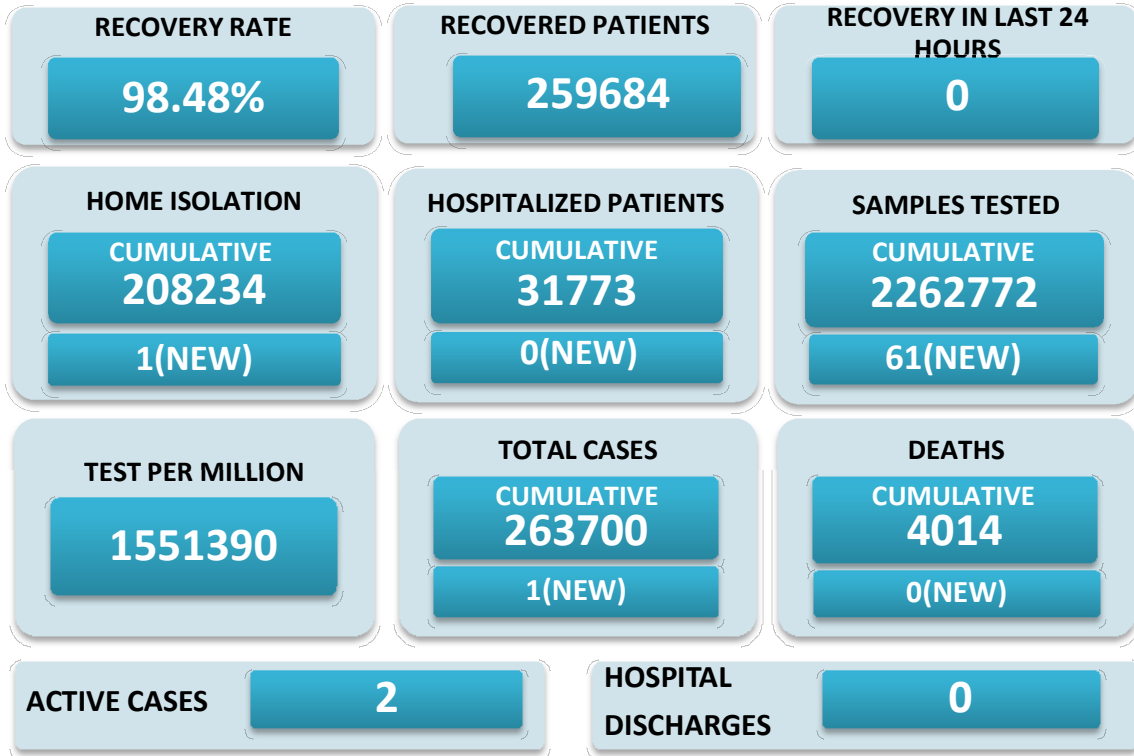 RECOVERY RATE
98.48%
RECOVERED PATIENTS
259684
RECOVERY IN LAST 24
HOURS
0
HOME ISOLATION
CUMULATIVE
208234
1(NEW)
HOSPITALIZED PATIENTS
CUMULATIVE
31773
0(NEW)
SAMPLES TESTED
CUMULATIVE
2262772
61(NEW)
TEST PER MILLION
1551390
TOTAL CASES
CUMULATIVE
263700
1(NEW)
DEATHS
CUMULATIVE
4014
0(NEW)
ACTIVE CASES
2
HOSPITAL
DISCHARGES
0